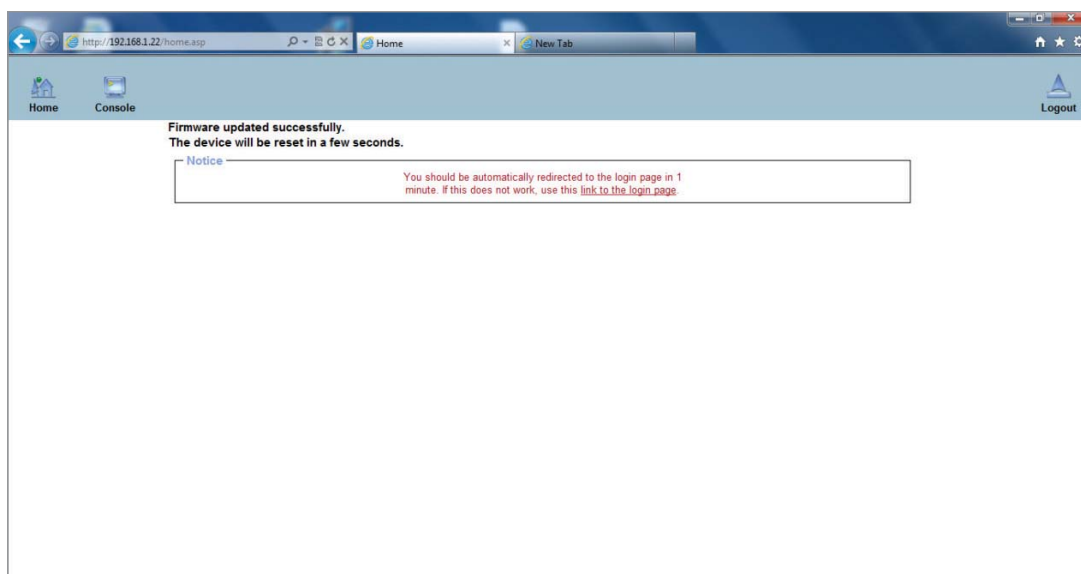 http://192.168.1.22/home.asp
Home
New Tab
Home
Console
Logout
Firmware updated successfully.
The device will be reset in a few seconds.
Notice
You should be automatically redirected to the login page in 1
minute. If this does not work, use this link to the login page.